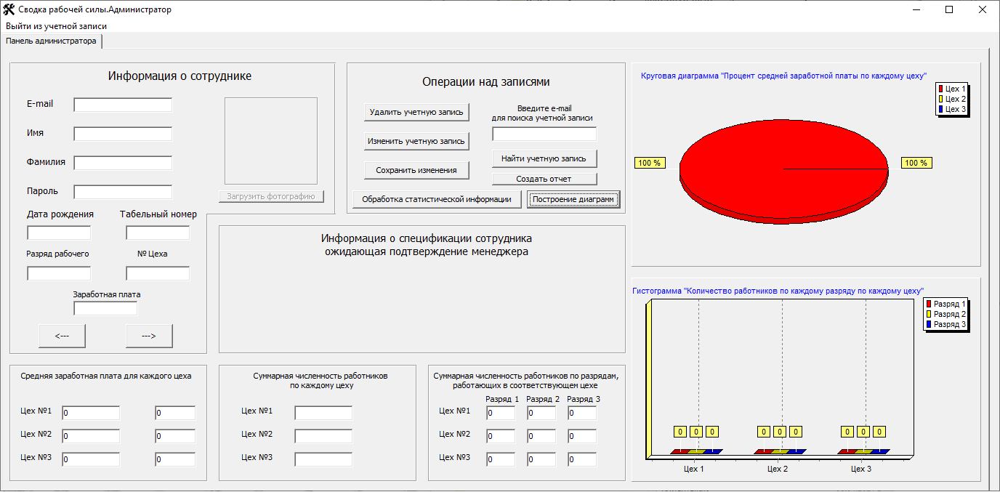 Сводка рабочей силы.Администратор
Выйти из учетной записи
Панель администратора
Информация о сотруднике
E-mail
Имя
Фамилия
Пароль
Загрузить фотографию
Дата рождения
Табельный номер
Разряд рабочего
№ Цеха
Заработная плата
<---
--->
Операции над записями
Удалить учетную запись
Изменить учетную запись
Сохранить изменения
Введите e-mail
для поиска учетной записи
Найти учетную запись
Создать отчет
Обработка статистической информации
Построение диаграмм
Информация о спецификации сотрудника
ожидающая подтверждение менеджера
Круговая диаграмма "Процент средней заработной платы по каждому цеху"
Цех 1
Цех 2
Цех 3
100 %
100 %
Гистограмма "Количество работников по каждому разряду по каждому цеху"
Разряд 1
Разряд 2
Разряд 3
0 0 0
0 0 0
0 0 0
Цех 1
Цех 2
Цех 3
Средняя заработная плата для каждого цеха
Цех №1 0 0
Цех №2 0 0
Цех №3 0 0
Суммарная численность работников
по каждому цеху
Цех №1
Цех №2
Цех №3
Суммарная численность работников по разрядам,
работающих в соответствующем цехе
Разряд 1 Разряд 2 Разряд 3
Цех №1 0 0 0
Цех №2 0 0 0
Цех №3 0 0 0